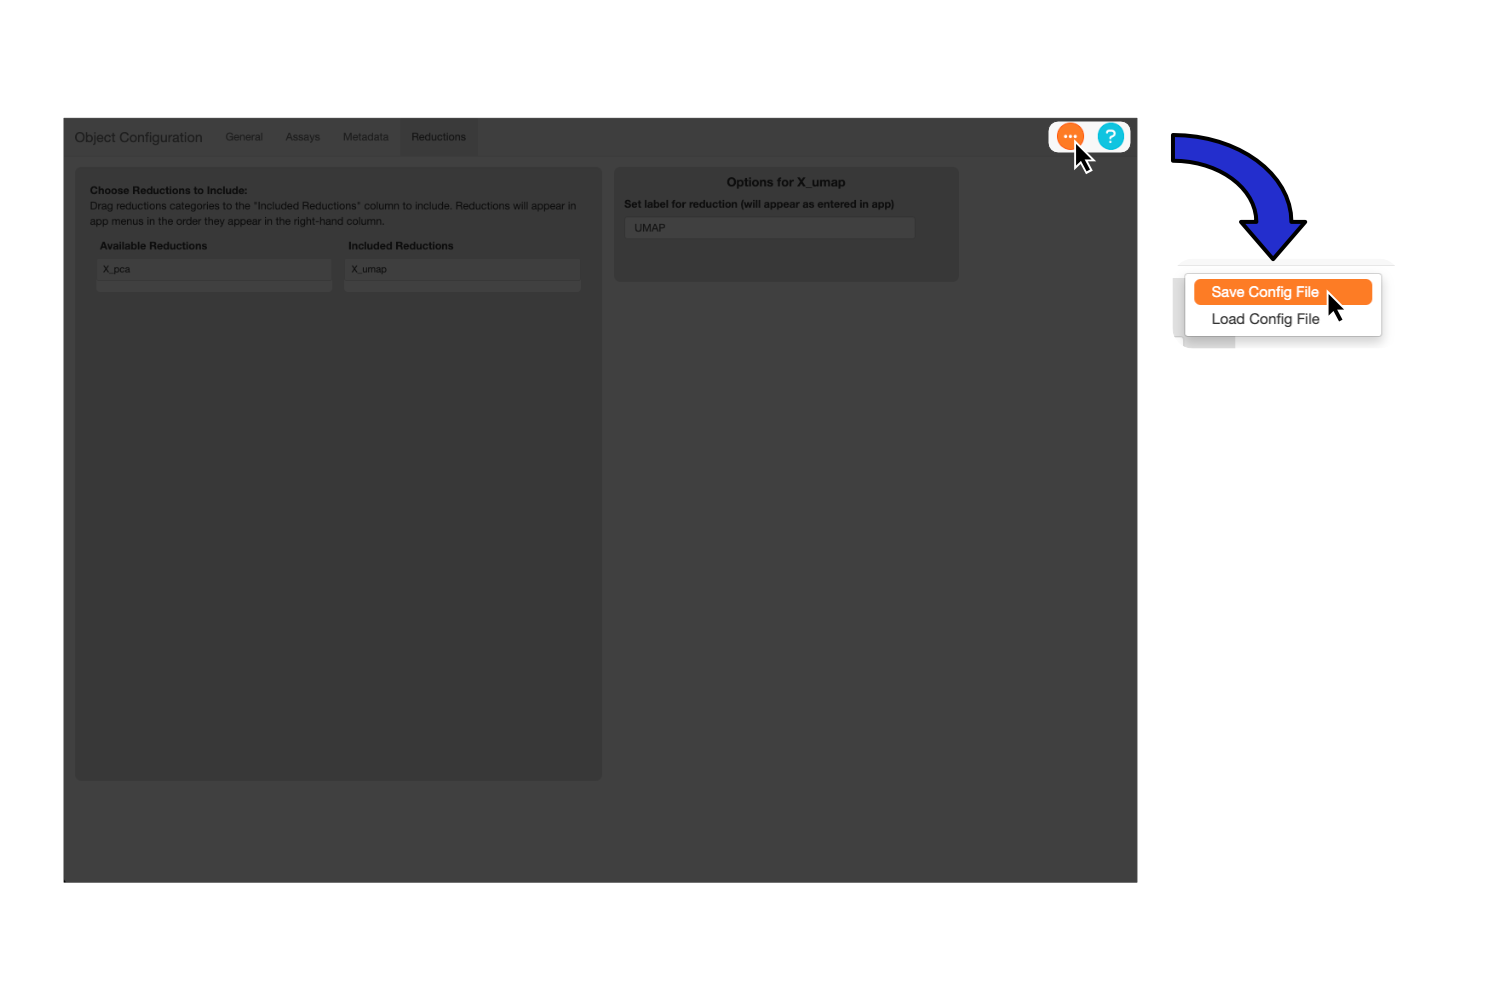 Object Configuration General Assays Metadata Reductions ... ?
Choose Reductions to Include:
Drag reductions categories to the "Included Reductions" column to include. Reductions will appear in
app menus in the order they appear in the right-hand column.
Available Reductions Included Reductions
X_pca X_umap
Options for X_umap
Set label for reduction (will appear as entered in app)
UMAP
Save Config File
Load Config File